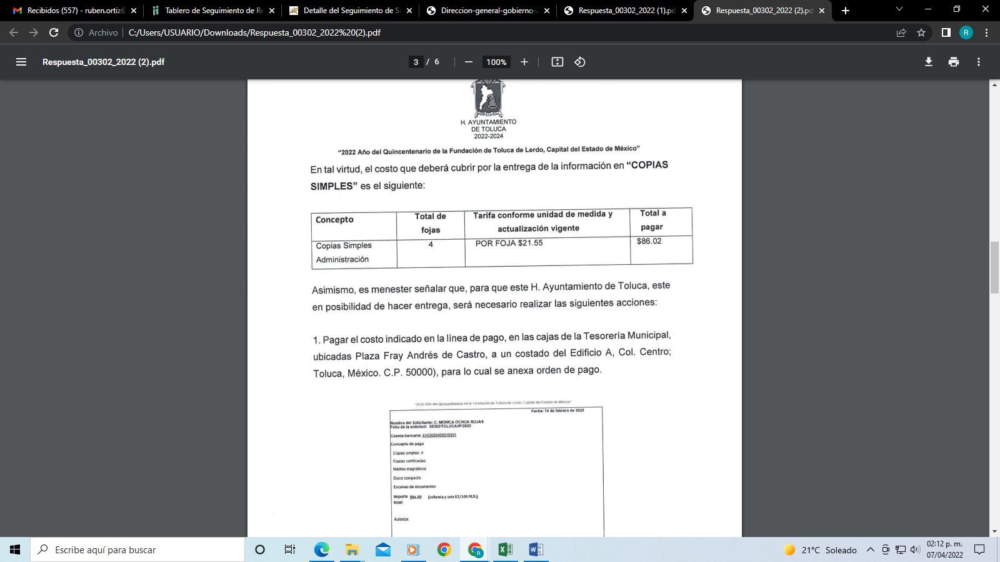 Recibidos (557) - ruben.ortiz@
Tablero de Seguimiento de Re
Detalle del Seguimiento de So
Direccion-general-gobierno-2
Respuesta_00302_2022 (1).pd
Respuesta_00302_2022 (2).pd
Archivo
C:/Users/USUARIO/Downloads/Respuesta_00302_2022%20(2).pdf
R
Respuesta_00302_2022 (2).pdf
3 / 6
100%
H. AYUNTAMIENTO
DE TOLUCA
2022-2024
“2022 Año del Quincentenario de la Fundación de Toluca de Lerdo, Capital del Estado de México”
En tal virtud, el costo que deberá cubrir por la entrega de la información en “COPIAS
SIMPLES” es el siguiente:
Concepto
Total de
fojas
Tarifa conforme unidad de medida y
actualización vigente
Total a
pagar
Copias Simples
Administración
4
POR FOJA $21.55
$86.02
Asimismo, es menester señalar que, para que este H. Ayuntamiento de Toluca, este
en posibilidad de hacer entrega, será necesario realizar las siguientes acciones:
1. Pagar el costo indicado en la línea de pago, en las cajas de la Tesorería Municipal,
ubicadas Plaza Fray Andrés de Castro, a un costado del Edificio A, Col. Centro;
Toluca, México. C.P. 50000), para lo cual se anexa orden de pago.
“2022 Año del Quincentenario de la Fundación de Toluca de Lerdo, Capital del Estado de México”
Fecha: 14 de febrero de 2022
Nombre del Solicitante: C. MONICA OCHOA ROJAS
Folio de la solicitud: 00302/TOLUCA/IP/2022
Cuenta bancaria: 4143000400010001
Concepto de pago
Copias simples: 4
Copias certificadas:
Medios magnéticos:
Disco compacto:
Escaneo de documentos:
Importe $86.02 (ochenta y seis 02/100 M.N.)
total:
Autoriza:
Escribe aquí para buscar
R
21°C Soleado
02:12 p. m.
07/04/2022